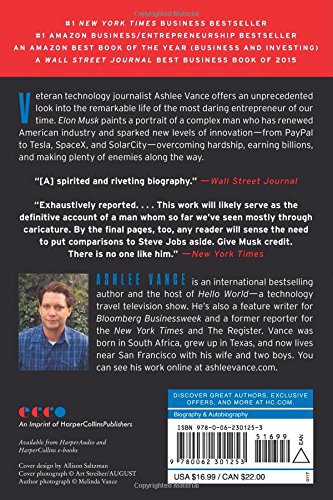 #1 NEW YORK TIMES BUSINESS BESTSELLER
#1 AMAZON BUSINESS/ENTREPRENEURSHIP BESTSELLER
AN AMAZON BEST BOOK OF THE YEAR (BUSINESS AND INVESTING)
A WALL STREET JOURNAL BEST BUSINESS BOOK OF 2015
Veteran technology journalist Ashlee Vance offers an unprecedented
look into the remarkable life of the most daring entrepreneur of our
time. Elon Musk paints a portrait of a complex man who has renewed
American industry and sparked new levels of innovation—from PayPal
to Tesla, SpaceX, and SolarCity—overcoming hardship, earning billions,
and making plenty of enemies along the way.
"[A] spirited and riveting biography." —Wall Street Journal
"Exhaustively reported. . . . This work will likely serve as the
definitive account of a man whom so far we've seen mostly through
caricature. By the final pages, too, any reader will sense the need
to put comparisons to Steve Jobs aside. Give Musk credit.
There is no one like him." —New York Times
ASHLEE VANCE is an international bestselling
author and the host of Hello World—a technology
travel television show. He's also a feature writer for
Bloomberg Businessweek and a former reporter for
the New York Times and The Register. Vance was
born in South Africa, grew up in Texas, and now lives
near San Francisco with his wife and two boys. You
can see his work online at ashleevance.com.
ecco
An Imprint of HarperCollinsPublishers
Available from HarperAudio and
HarperCollins e-books
Cover design by Allison Saltzman
Cover photograph © Art Streiber/AUGUST
Author photograph © Melinda Vance
DISCOVER GREAT AUTHORS, EXCLUSIVE
OFFERS, AND MORE AT HC.COM.
Biography & Autobiography
ISBN 978-0-06-230125-3
51699
EAN
9 780062 301253
0117
USA $16.99 / CAN $22.00